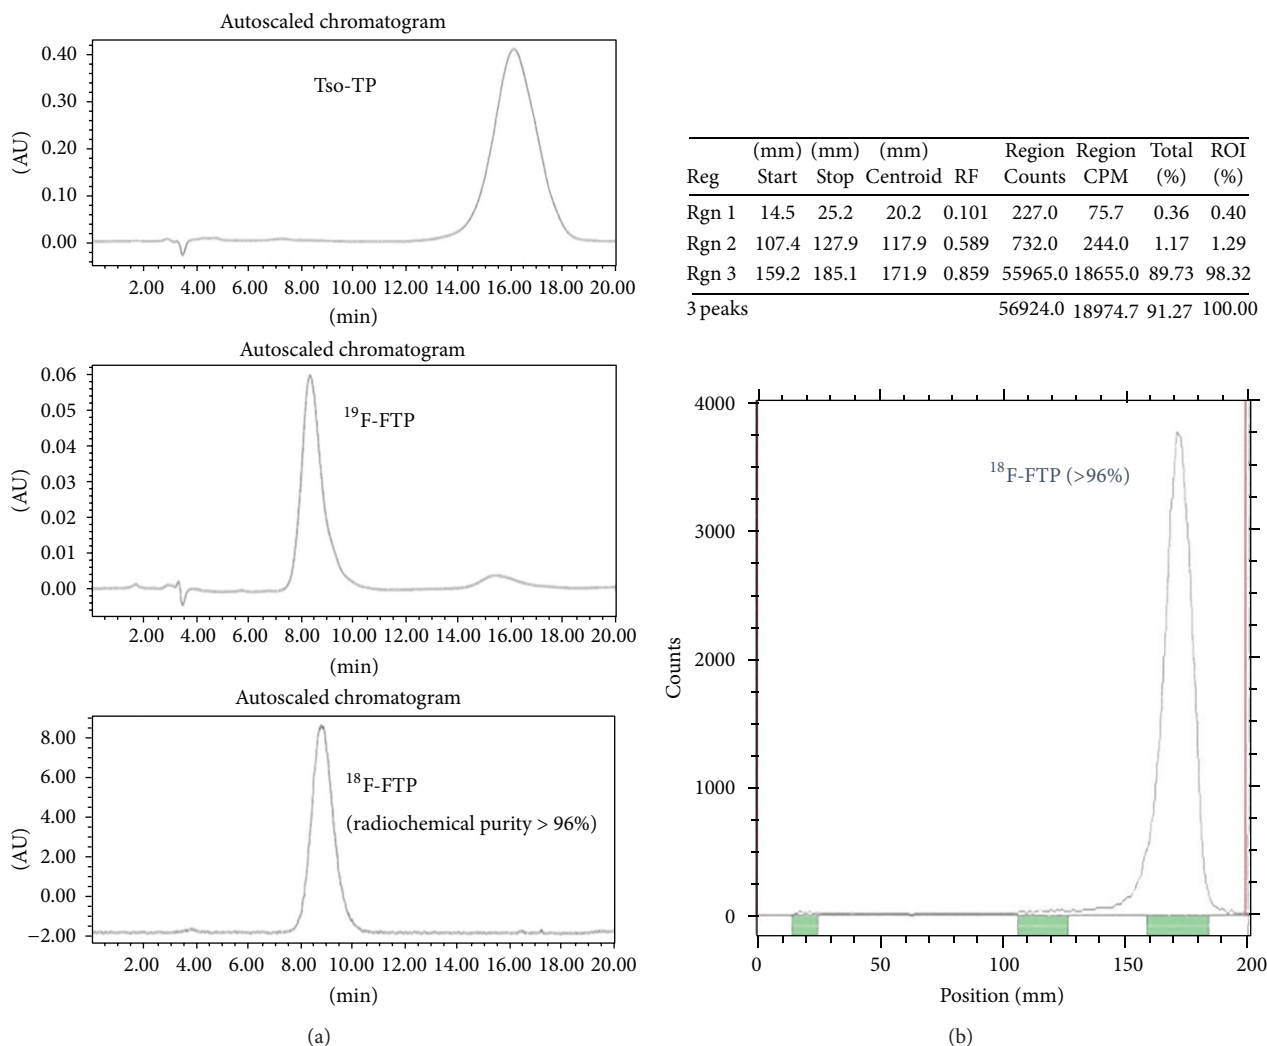 Autoscaled chromatogram
0.40
0.30
0.20
0.10
0.00
(AU)
Tso-TP
2.00 4.00 6.00 8.00 10.00 12.00 14.00 16.00 18.00 20.00
(min)
Autoscaled chromatogram
0.06
0.05
0.04
0.03
0.02
0.01
0.00
(AU)
¹⁹F-FTP
2.00 4.00 6.00 8.00 10.00 12.00 14.00 16.00 18.00 20.00
(min)
Autoscaled chromatogram
8.00
6.00
4.00
2.00
0.00
−2.00
(AU)
¹⁸F-FTP
(radiochemical purity > 96%)
2.00 4.00 6.00 8.00 10.00 12.00 14.00 16.00 18.00 20.00
(min)
(a)
(mm) (mm) (mm) Region Region Total ROI
Reg Start Stop Centroid RF Counts CPM (%) (%)
Rgn 1 14.5 25.2 20.2 0.101 227.0 75.7 0.36 0.40
Rgn 2 107.4 127.9 117.9 0.589 732.0 244.0 1.17 1.29
Rgn 3 159.2 185.1 171.9 0.859 55965.0 18655.0 89.73 98.32
3 peaks 56924.0 18974.7 91.27 100.00
4000
3000
2000
1000
0
Counts
¹⁸F-FTP (>96%)
0 50 100 150 200
Position (mm)
(b)